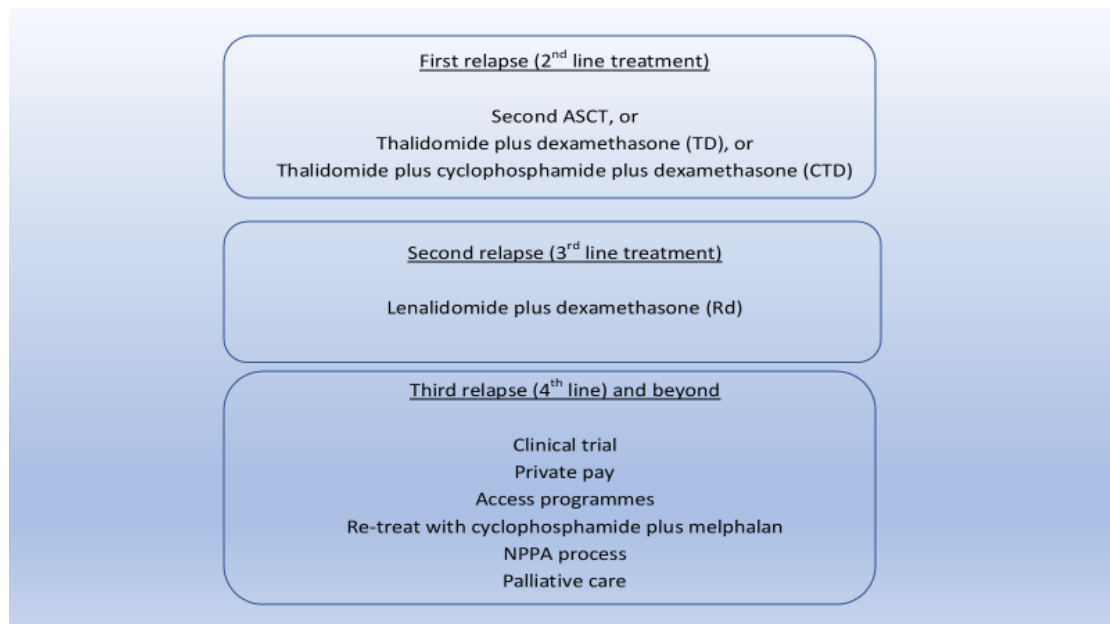 First relapse (2nd line treatment)
Second ASCT, or
Thalidomide plus dexamethasone (TD), or
Thalidomide plus cyclophosphamide plus dexamethasone (CTD)
Second relapse (3rd line treatment)
Lenalidomide plus dexamethasone (Rd)
Third relapse (4th line) and beyond
Clinical trial
Private pay
Access programmes
Re-treat with cyclophosphamide plus melphalan
NPPA process
Palliative care